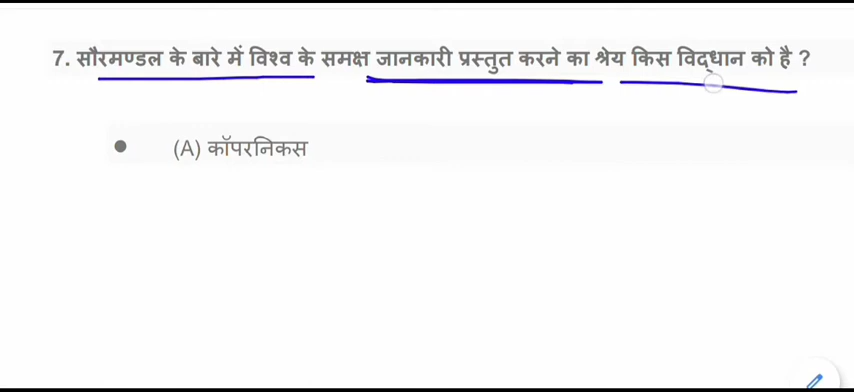 7. सौरमण्डल के बारे में विश्व के समक्ष जानकारी प्रस्तुत करने का श्रेय किस विद्धान को है ?
(A) कॉपरनिकस